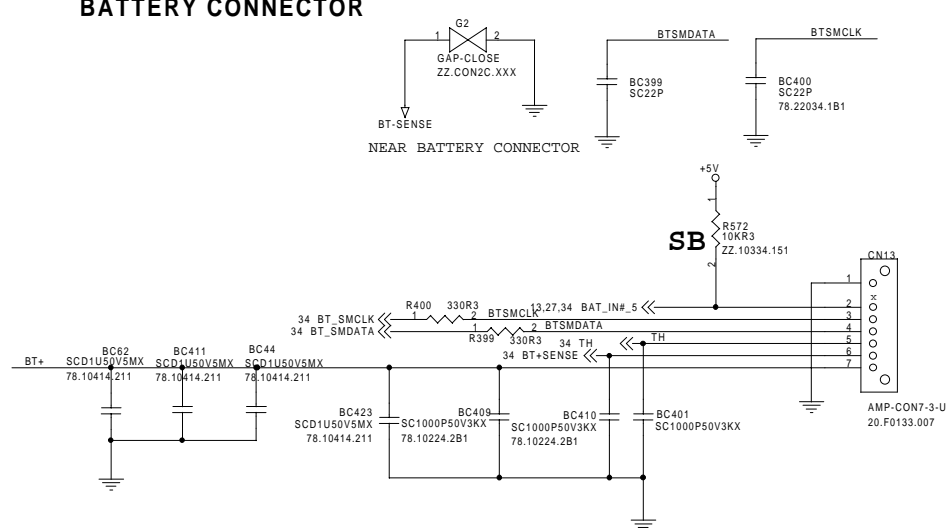 BATTERY CONNECTOR
G2
1 2
GAP-CLOSE
ZZ.CON2C.XXX
BT-SENSE
NEAR BATTERY CONNECTOR
BTSMDATA
BC399
SC22P
BTSMCLK
BC400
SC22P
78.22034.1B1
+5V
1
R572
10KR3
ZZ.10334.151
2
SB
CN13
1
x
2
3
4
5
6
7
AMP-CON7-3-U
20.F0133.007
13,27,34 BAT_IN#_5
R400 330R3
34 BT_SMCLK 1 2 BTSMCLK
34 BT_SMDATA 1 2 BTSMDATA
R399 330R3
34 TH TH
34 BT+SENSE
BT+
BC62
SCD1U50V5MX
78.10414.211
BC411
SCD1U50V5MX
78.10414.211
BC44
SCD1U50V5MX
78.10414.211
BC423
SCD1U50V5MX
78.10414.211
BC409
SC1000P50V3KX
78.10224.2B1
BC410
SC1000P50V3KX
78.10224.2B1
BC401
SC1000P50V3KX